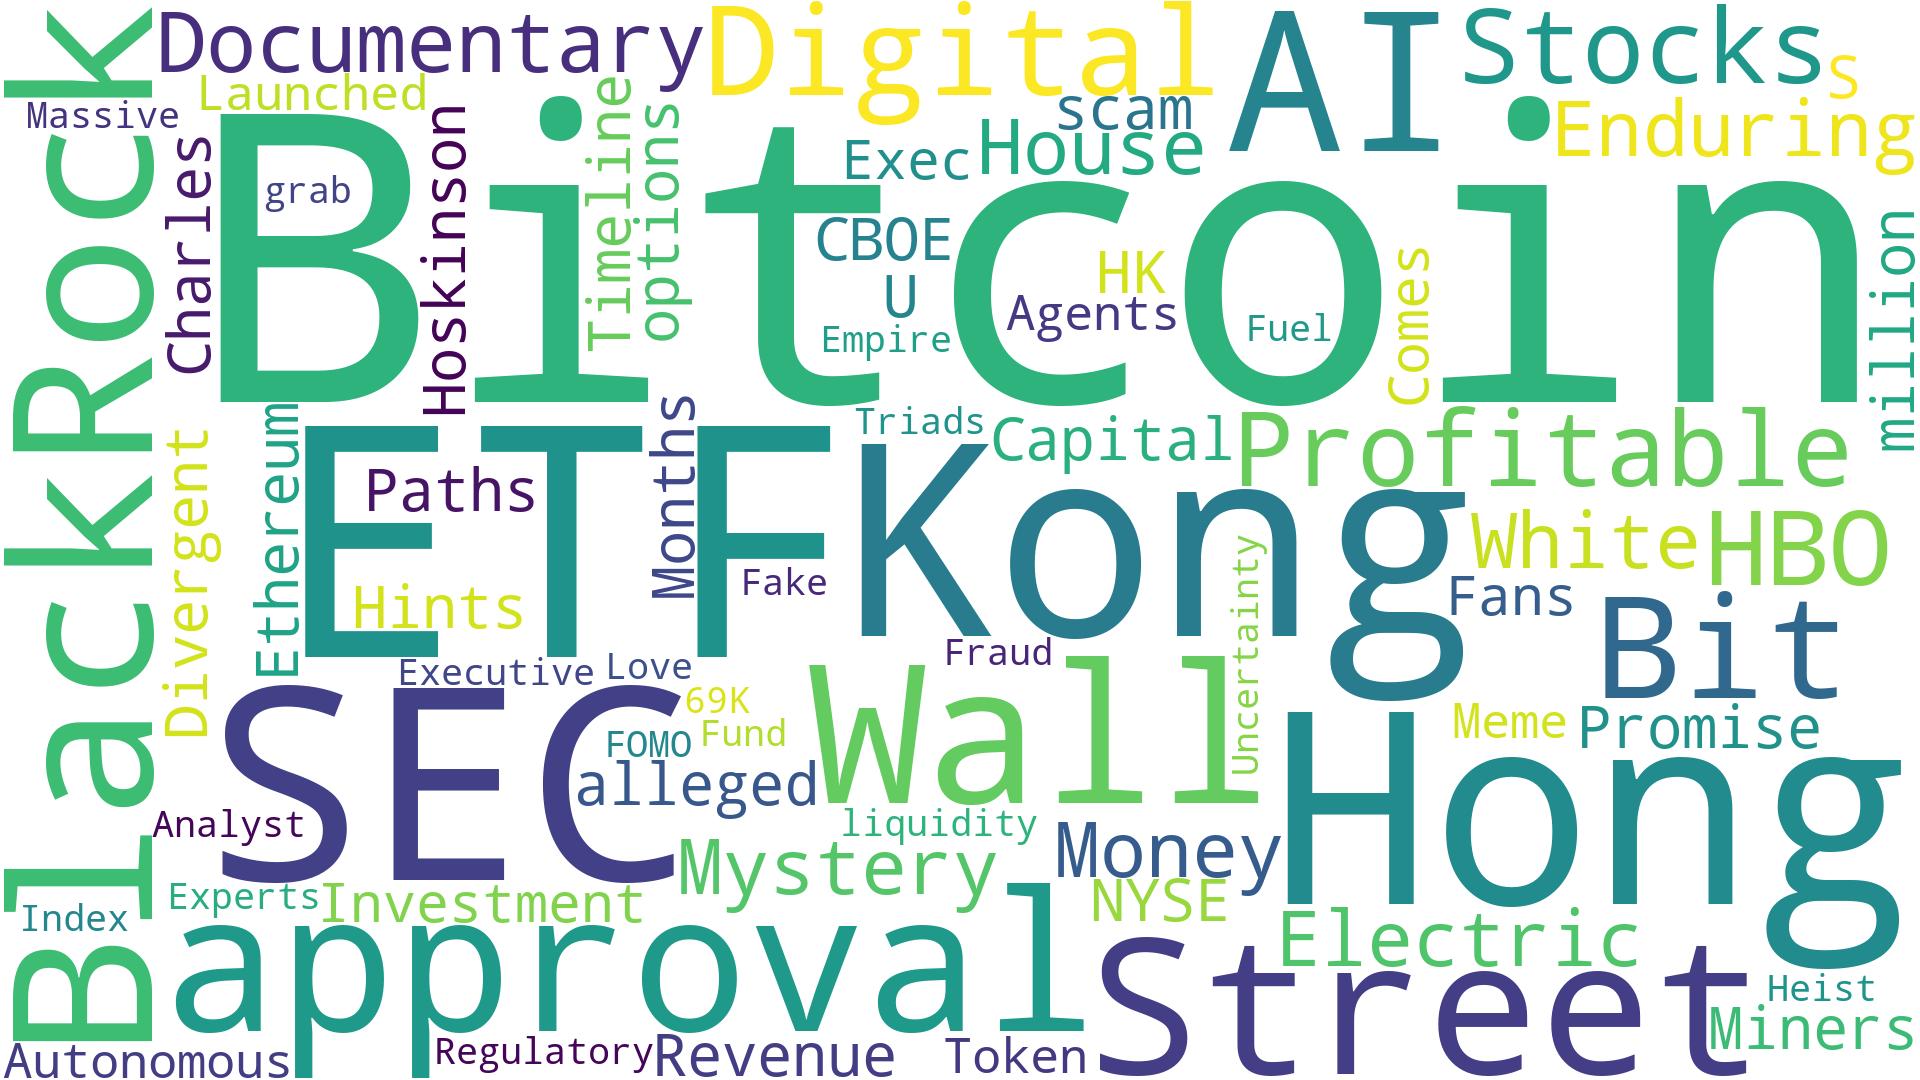 BlackRock
Documentary
Digital
AI
Stocks
S
Launched
Massive
scam
Enduring
Bitcoin
Charles
grab
Hoskinson
Timeline
options
Exec
House
CBOE
U
HK
Agents
Empire
Fuel
Comes
million
Divergent
Ethereum
ETF
Paths
Hints
Months
Fake
Triads
Capital
Profitable
Kong
White
HBO
Fans
Bit
Uncertainty
Executive
Love
Fraud
69K
Fund
FOMO
alleged
Wall
Meme
Promise
SEC
Hong
Analyst
liquidity
Money
Mystery
NYSE
Experts
Investment
Index
Electric
approval
Street
Heist
Miners
Autonomous
Regulatory
Revenue
Token